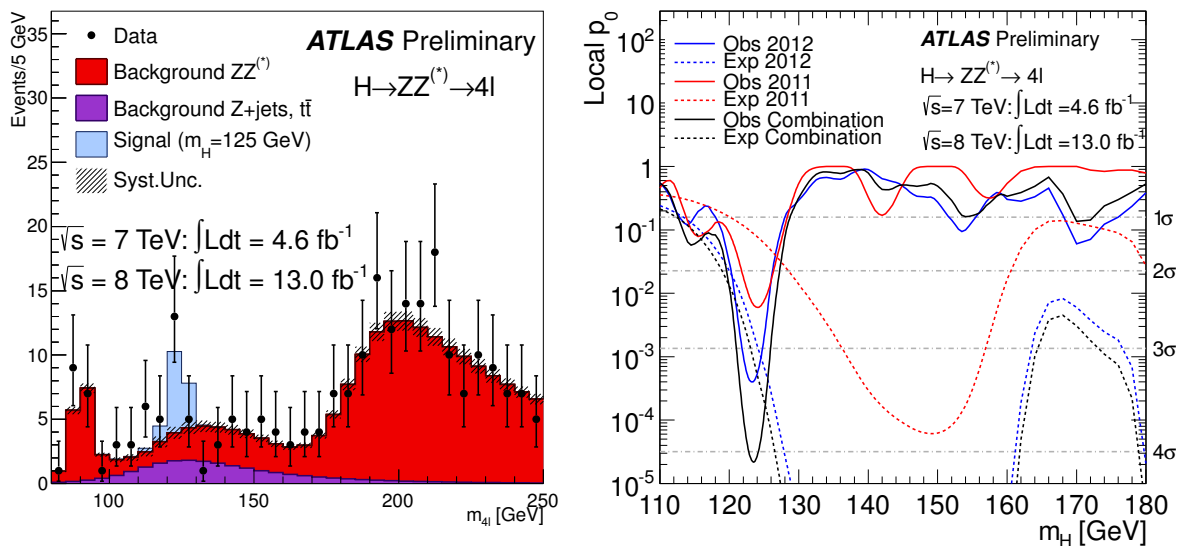 Events/5 GeV
35
30
25
20
15
10
5
0
Data
Background ZZ(*)
Background Z+jets, tt̄
Signal (m_H=125 GeV)
Syst.Unc.
ATLAS Preliminary
H→ZZ(*)→4l
√s = 7 TeV: ∫Ldt = 4.6 fb-1
√s = 8 TeV: ∫Ldt = 13.0 fb-1
100 150 200 250
m4l [GeV]
Local p0
10^2
10
1
10^-1
10^-2
10^-3
10^-4
10^-5
Obs 2012
Exp 2012
Obs 2011
Exp 2011
Obs Combination
Exp Combination
ATLAS Preliminary
H→ZZ(*)→4l
√s=7 TeV: ∫Ldt =4.6 fb-1
√s=8 TeV: ∫Ldt =13.0 fb-1
1σ
2σ
3σ
4σ
110 120 130 140 150 160 170 180
m_H [GeV]